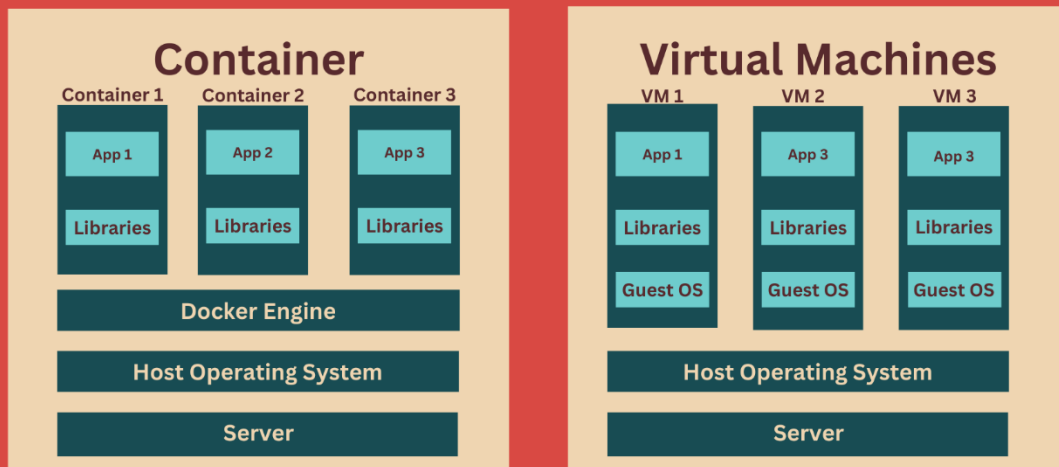 Container
Container 1 Container 2 Container 3
App 1 App 2 App 3
Libraries Libraries Libraries
Docker Engine
Host Operating System
Server
Virtual Machines
VM 1 VM 2 VM 3
App 1 App 3 App 3
Libraries Libraries Libraries
Guest OS Guest OS Guest OS
Host Operating System
Server